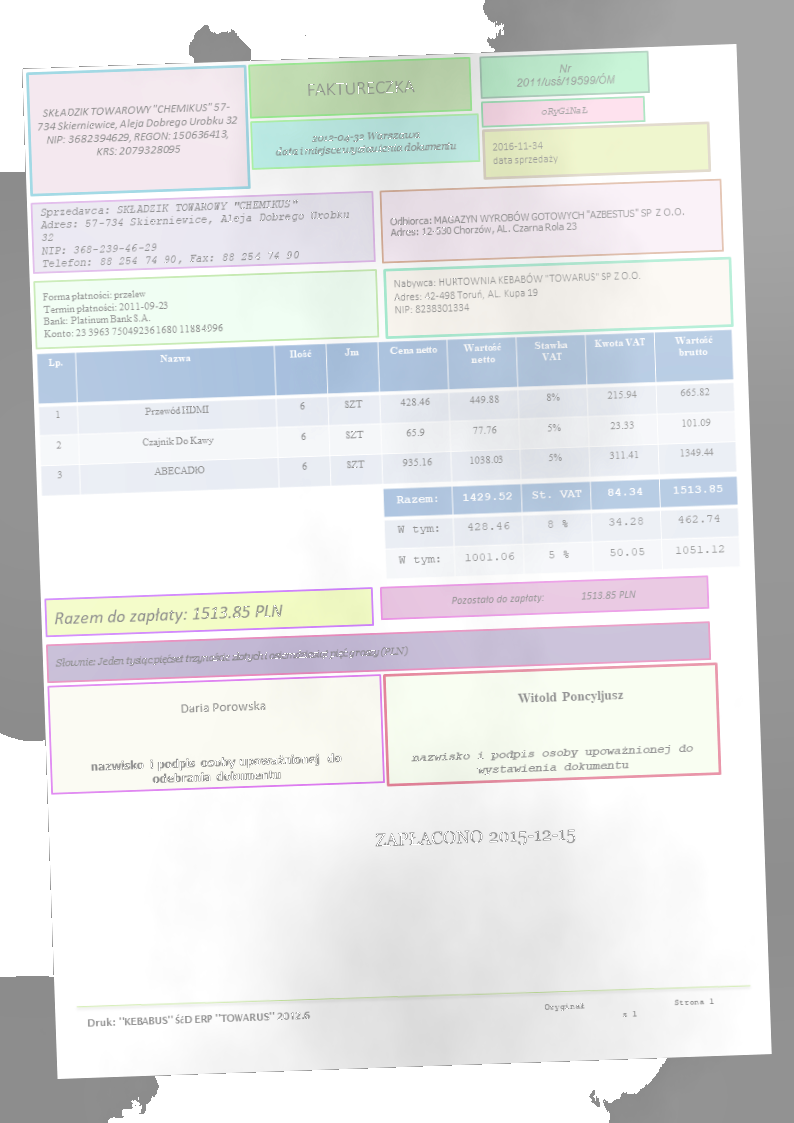 SKŁADZIK TOWAROWY "CHEMIKUS" 57-
734 Skierniewice, Aleja Dobrego Urobku 32
NIP: 3682394629, REGON: 150636413,
KRS: 2079328095
FAKTURECZKA
Warszawa
data i miejsce wystawienia dokumentu
Nr
2011/usł/19599/ÓM
oRyGiNaŁ
2016-11-34
data sprzedaży
Sprzedawca: SKŁADZIK TOWAROWY "CHEMIKUS"
Adres: 57-734 Skierniewice, Aleja Dobrego Urobku
32
NIP: 368-239-46-29
Telefon: 88 254 74 90, Fax: 88 254 74 90
Odbiorca: MAGAZYN WYROBÓW GOTOWYCH "AZBESTUS" SP Z O.O.
Adres: 12-530 Chorzów, AL. Czarna Rola 23
Forma płatności: przelew
Termin płatności: 2011-09-23
Bank: Platinum Bank S.A.
Konto: 23 3963 7504 9236 1680 1188 4096
Nabywca: HURTOWNIA KEBABÓW "TOWARUS" SP Z O.O.
Adres: 42-498 Toruń, AL. Kupa 19
NIP: 8238301334
Lp. Nazwa Ilość Jm Cena netto Wartość netto Stawka VAT Kwota VAT Wartość brutto
1 Przewód HDMI 6 SZT 428.46 449.88 8% 215.94 665.82
2 Czajnik Do Kawy 6 SZT 65.9 77.76 5% 23.33 101.09
3 ABECADŁO 6 SZT 935.16 1038.03 5% 311.41 1349.44
Razem: 1429.52 St. VAT 84.34 1513.85
W tym: 428.46 8 % 34.28 462.74
W tym: 1001.06 5 % 50.05 1051.12
Razem do zapłaty: 1513.85 PLN
Pozostało do zapłaty: 1513.85 PLN
Słownie: Jeden tysiąc pięćset trzynaście złotych i osiemdziesiąt pięć groszy (PLN)
Daria Porowska
nazwisko i podpis osoby upoważnionej do
odebrania dokumentu
Witold Poncyljusz
nazwisko i podpis osoby upoważnionej do
wystawienia dokumentu
ZAPŁACONO 2015-12-15
Druk: "KEBABUS" ŚćD ERP "TOWARUS" 2012.6
Oryginał
Strona 1
z 1